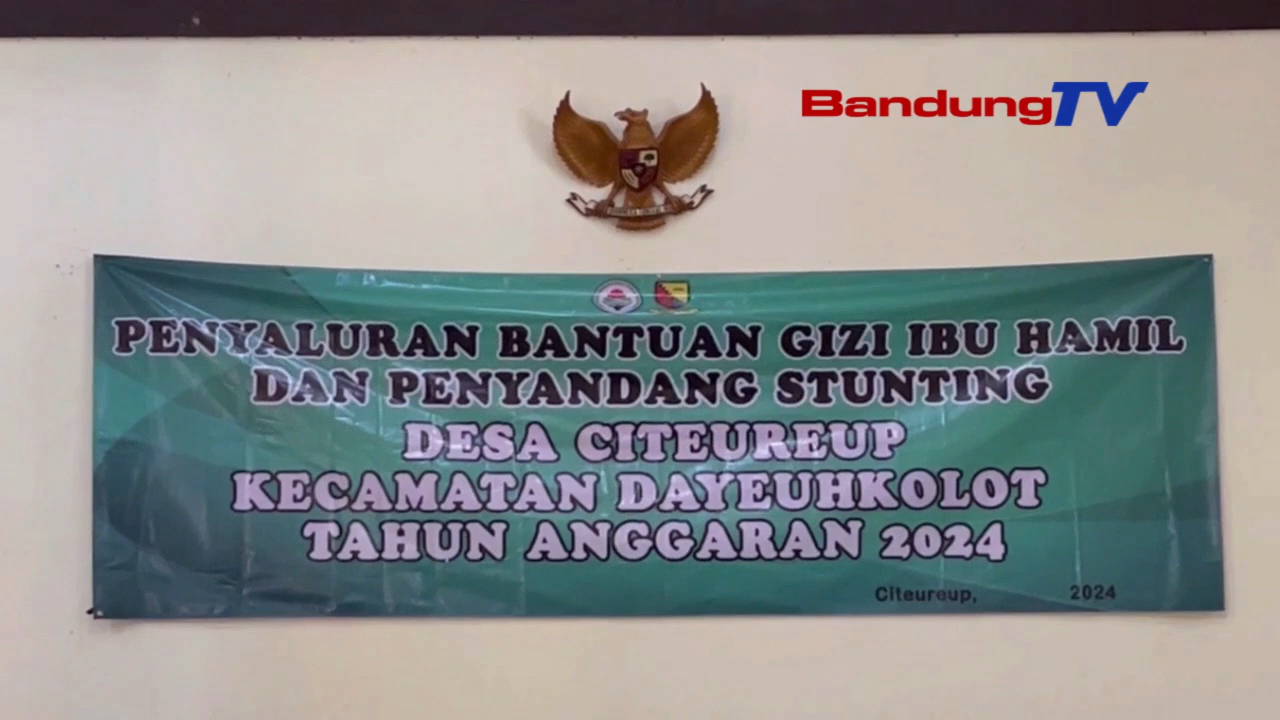 BandungTV
PENYALURAN BANTUAN GIZI IBU HAMIL
DAN PENYANDANG STUNTING
DESA CITEUREUP
KECAMATAN DAYEUHKOLOT
TAHUN ANGGARAN 2024
Citeureup, 2024